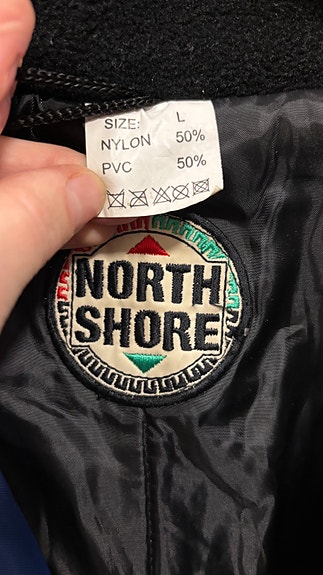 SIZE: L
NYLON 50%
PVC 50%
NORTH
SHORE